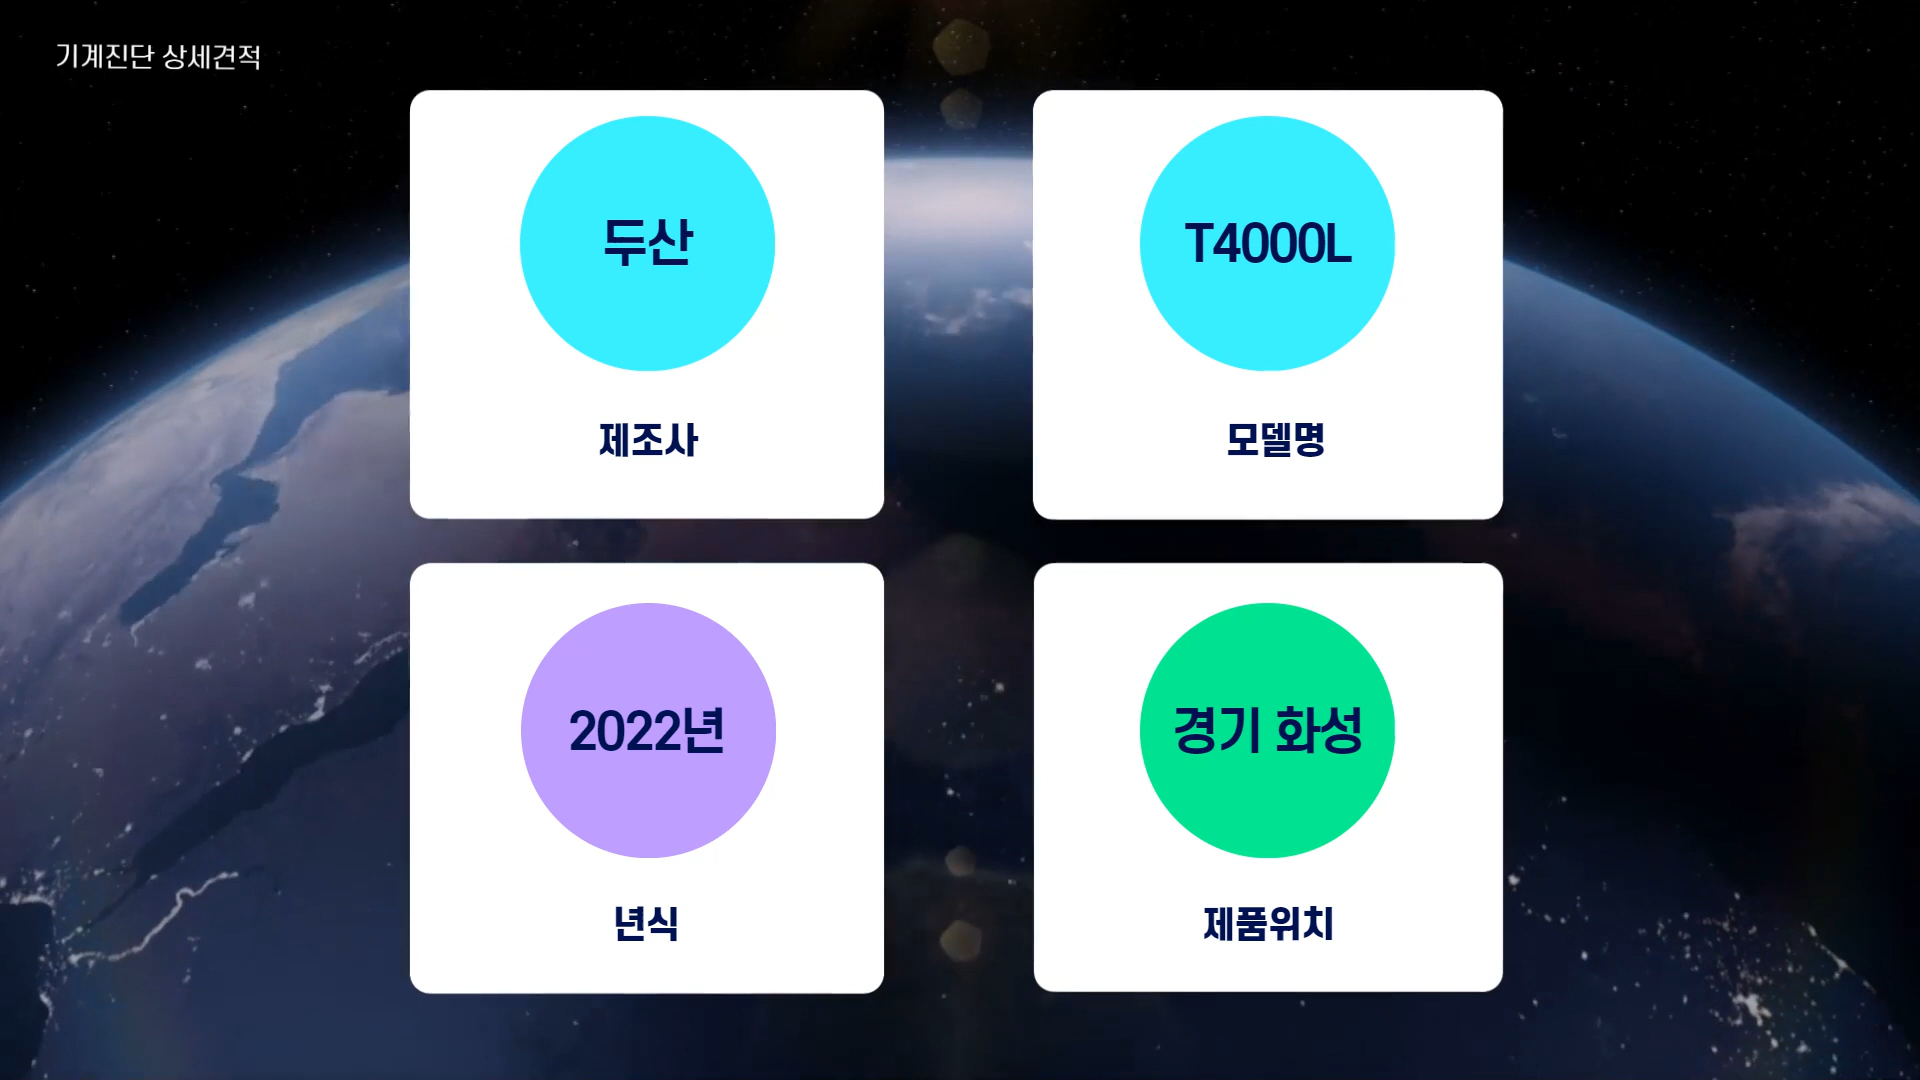 기계진단 상세견적
두산
제조사
T4000L
모델명
2022년
년식
경기 화성
제품위치